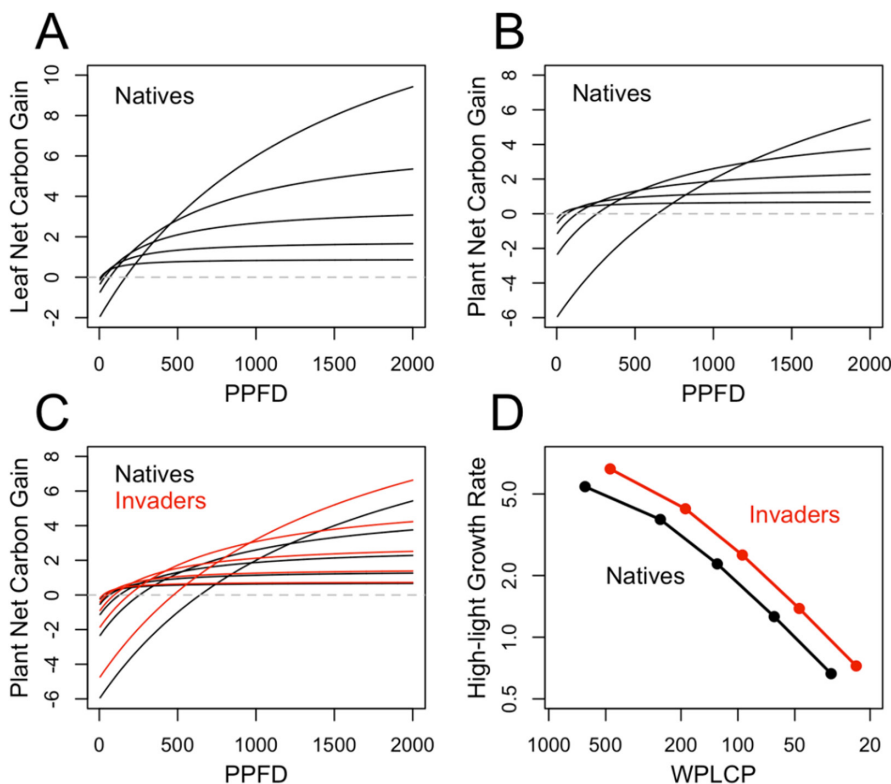 A
Natives
Leaf Net Carbon Gain
10
8
6
4
2
0
-2
0 500 1000 1500 2000
PPFD
B
Natives
Plant Net Carbon Gain
8
6
4
2
0
-2
-4
-6
0 500 1000 1500 2000
PPFD
C
Natives
Invaders
Plant Net Carbon Gain
8
6
4
2
0
-2
-4
-6
0 500 1000 1500 2000
PPFD
D
High-light Growth Rate
5.0
2.0
1.0
0.5
Invaders
Natives
1000 500 200 100 50 20
WPLCP